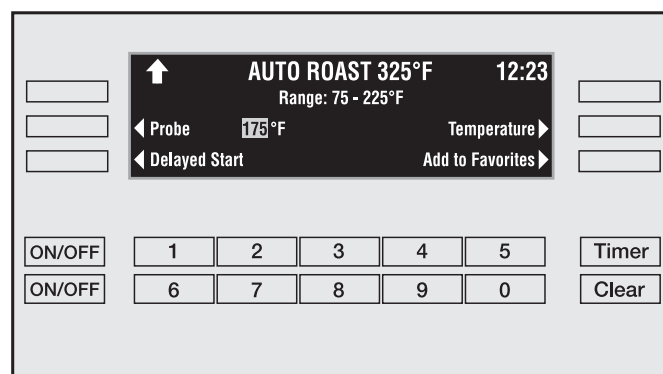 AUTO ROAST 325°F 12:23
Range: 75 - 225°F
Probe 175°F Temperature
Delayed Start Add to Favorites
ON/OFF 1 2 3 4 5 Timer
ON/OFF 6 7 8 9 0 Clear